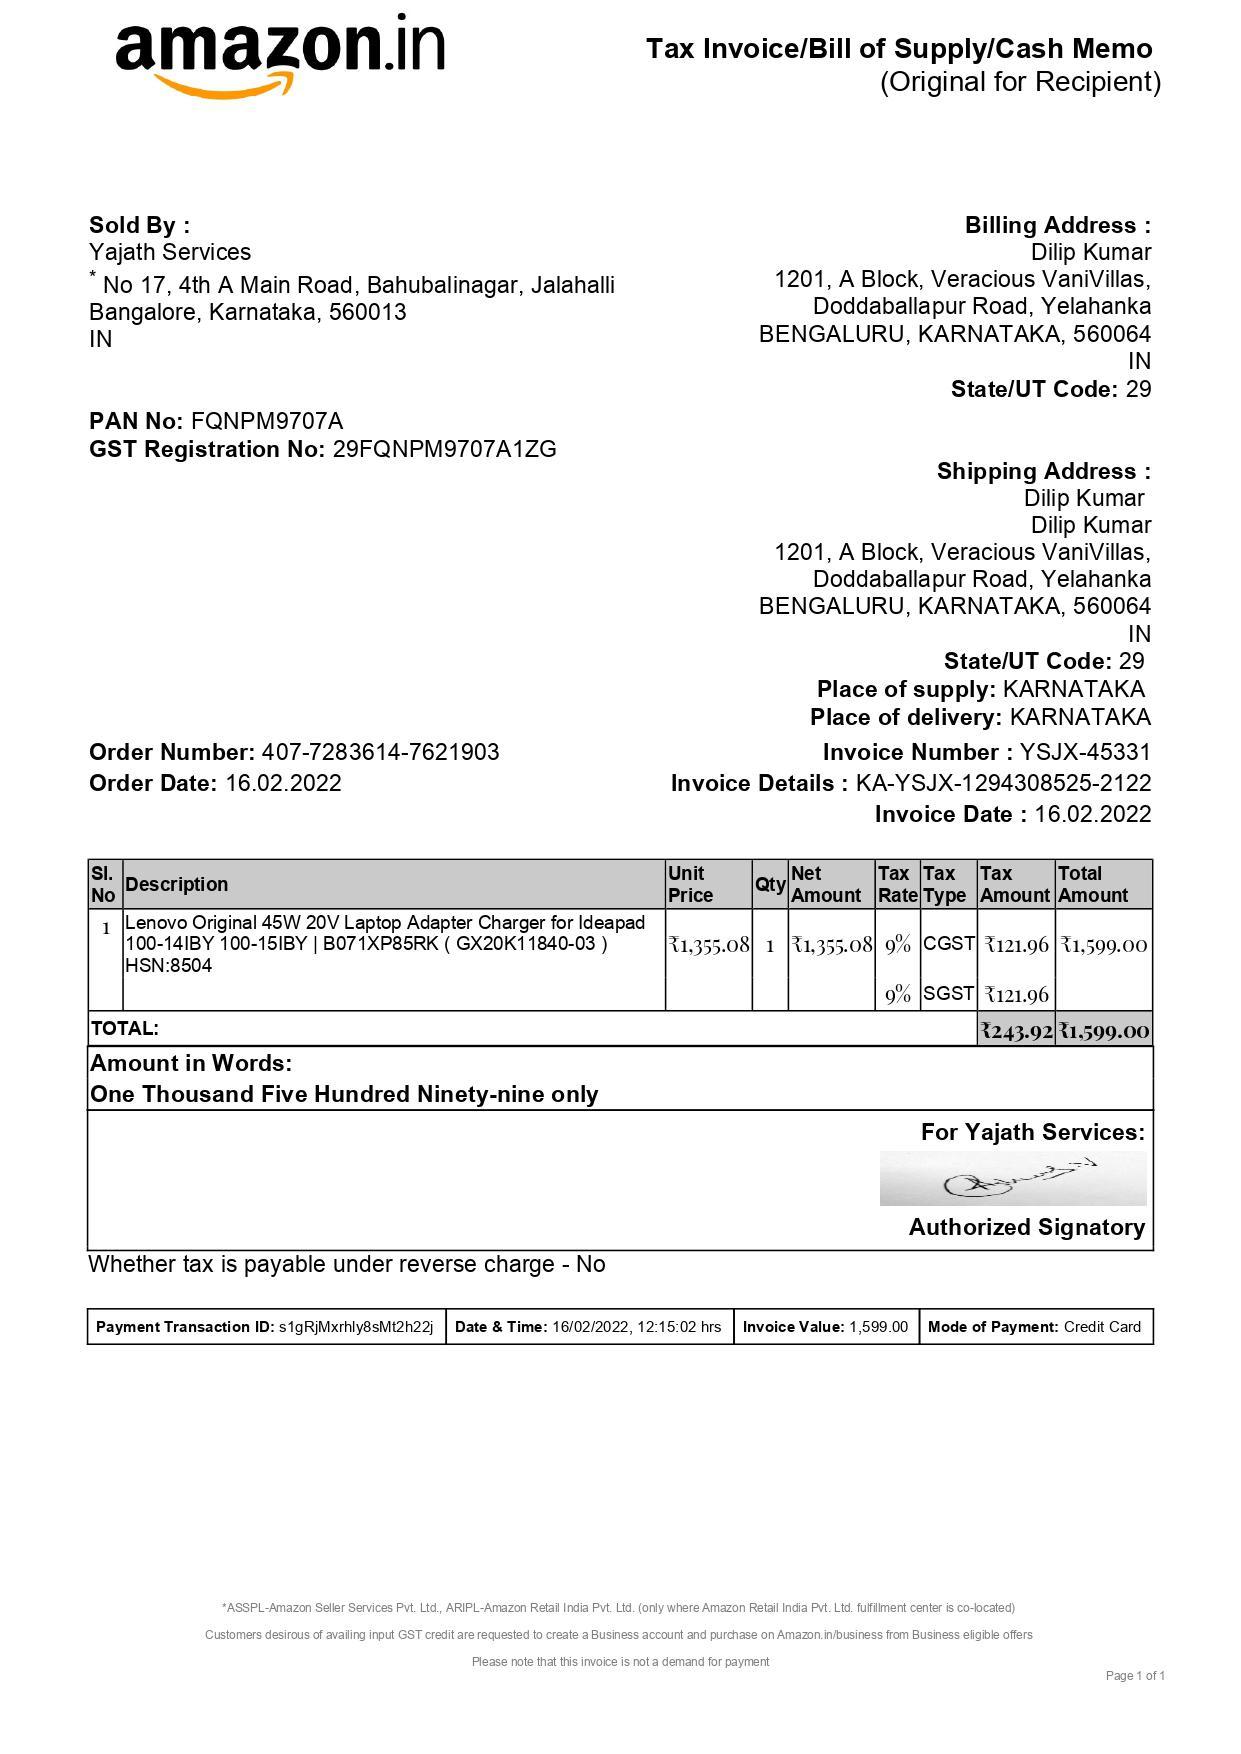 amazon.in
Tax Invoice/Bill of Supply/Cash Memo
(Original for Recipient)
Sold By :
Yajath Services
* No 17, 4th A Main Road, Bahubalinagar, Jalahalli
Bangalore, Karnataka, 560013
IN
PAN No: FQNPM9707A
GST Registration No: 29FQNPM9707A1ZG
Billing Address :
Dilip Kumar
1201, A Block, Veracious VaniVillas,
Doddaballapur Road, Yelahanka
BENGALURU, KARNATAKA, 560064
IN
State/UT Code: 29
Shipping Address :
Dilip Kumar
Dilip Kumar
1201, A Block, Veracious VaniVillas,
Doddaballapur Road, Yelahanka
BENGALURU, KARNATAKA, 560064
IN
State/UT Code: 29
Place of supply: KARNATAKA
Place of delivery: KARNATAKA
Order Number: 407-7283614-7621903
Order Date: 16.02.2022
Invoice Number : YSJX-45331
Invoice Details : KA-YSJX-1294308525-2122
Invoice Date : 16.02.2022
Sl. No Description Unit Price Qty Net Amount Tax Rate Tax Type Tax Amount Total Amount
1 Lenovo Original 45W 20V Laptop Adapter Charger for Ideapad
100-14IBY 100-15IBY | B071XP85RK ( GX20K11840-03 )
HSN:8504
₹1,355.08 1 ₹1,355.08 9% CGST ₹121.96 ₹1,599.00
9% SGST ₹121.96
TOTAL: ₹243.92 ₹1,599.00
Amount in Words:
One Thousand Five Hundred Ninety-nine only
For Yajath Services:
Authorized Signatory
Whether tax is payable under reverse charge - No
Payment Transaction ID: s1gRjMxrhly8sMt2h22j Date & Time: 16/02/2022, 12:15:02 hrs Invoice Value: 1,599.00 Mode of Payment: Credit Card
*ASSPL-Amazon Seller Services Pvt. Ltd., ARIPL-Amazon Retail India Pvt. Ltd. (only where Amazon Retail India Pvt. Ltd. fulfillment center is co-located)
Customers desirous of availing input GST credit are requested to create a Business account and purchase on Amazon.in/business from Business eligible offers
Please note that this invoice is not a demand for payment
Page 1 of 1